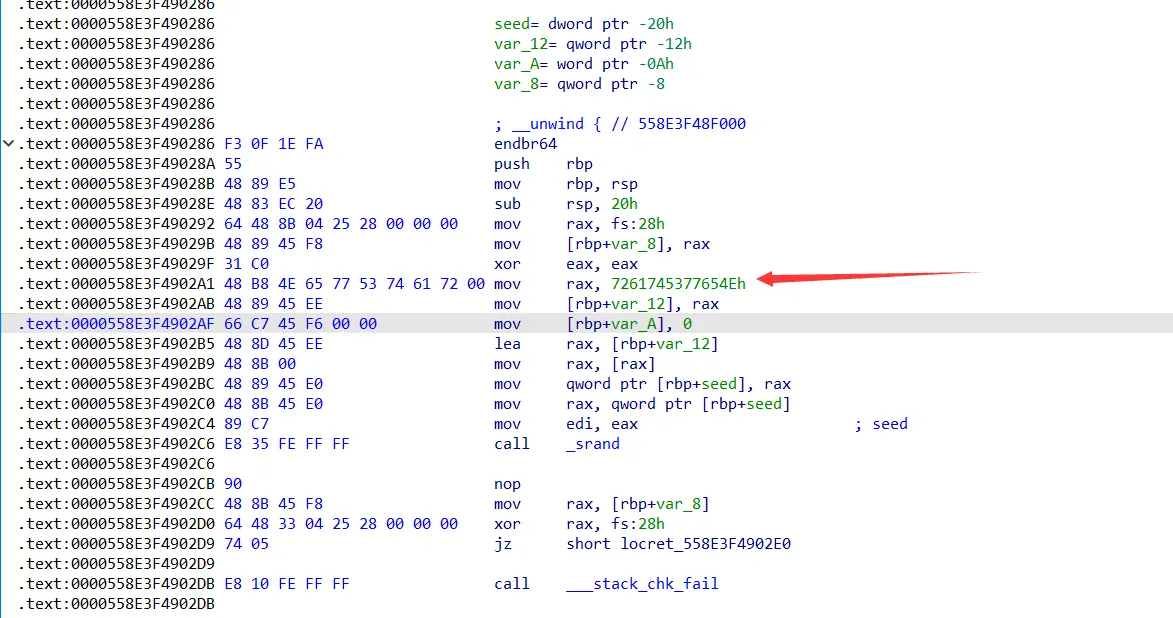 .text:0000558E3F490286
.text:0000558E3F490286 seed= dword ptr -20h
.text:0000558E3F490286 var_12= qword ptr -12h
.text:0000558E3F490286 var_A= word ptr -0Ah
.text:0000558E3F490286 var_8= qword ptr -8
.text:0000558E3F490286
.text:0000558E3F490286 ; __unwind { // 558E3F48F000
.text:0000558E3F490286 F3 0F 1E FA endbr64
.text:0000558E3F49028A 55 push rbp
.text:0000558E3F49028B 48 89 E5 mov rbp, rsp
.text:0000558E3F49028E 48 83 EC 20 sub rsp, 20h
.text:0000558E3F490292 64 48 8B 04 25 28 00 00 00 mov rax, fs:28h
.text:0000558E3F49029B 48 89 45 F8 mov [rbp+var_8], rax
.text:0000558E3F49029F 31 C0 xor eax, eax
.text:0000558E3F4902A1 48 B8 4E 65 77 53 74 61 72 00 mov rax, 7261745377654Eh
.text:0000558E3F4902AB 48 89 45 EE mov [rbp+var_12], rax
.text:0000558E3F4902AF 66 C7 45 F6 00 00 mov [rbp+var_A], 0
.text:0000558E3F4902B5 48 8D 45 EE lea rax, [rbp+var_12]
.text:0000558E3F4902B9 48 8B 00 mov rax, [rax]
.text:0000558E3F4902BC 48 89 45 E0 mov qword ptr [rbp+seed], rax
.text:0000558E3F4902C0 48 8B 45 E0 mov rax, qword ptr [rbp+seed]
.text:0000558E3F4902C4 89 C7 mov edi, eax ; seed
.text:0000558E3F4902C6 E8 35 FE FF FF call _srand
.text:0000558E3F4902C6
.text:0000558E3F4902CB 90 nop
.text:0000558E3F4902CC 48 8B 45 F8 mov rax, [rbp+var_8]
.text:0000558E3F4902D0 64 48 33 04 25 28 00 00 00 xor rax, fs:28h
.text:0000558E3F4902D9 74 05 jz short locret_558E3F4902E0
.text:0000558E3F4902D9
.text:0000558E3F4902DB E8 10 FE FF FF call ___stack_chk_fail
.text:0000558E3F4902DB